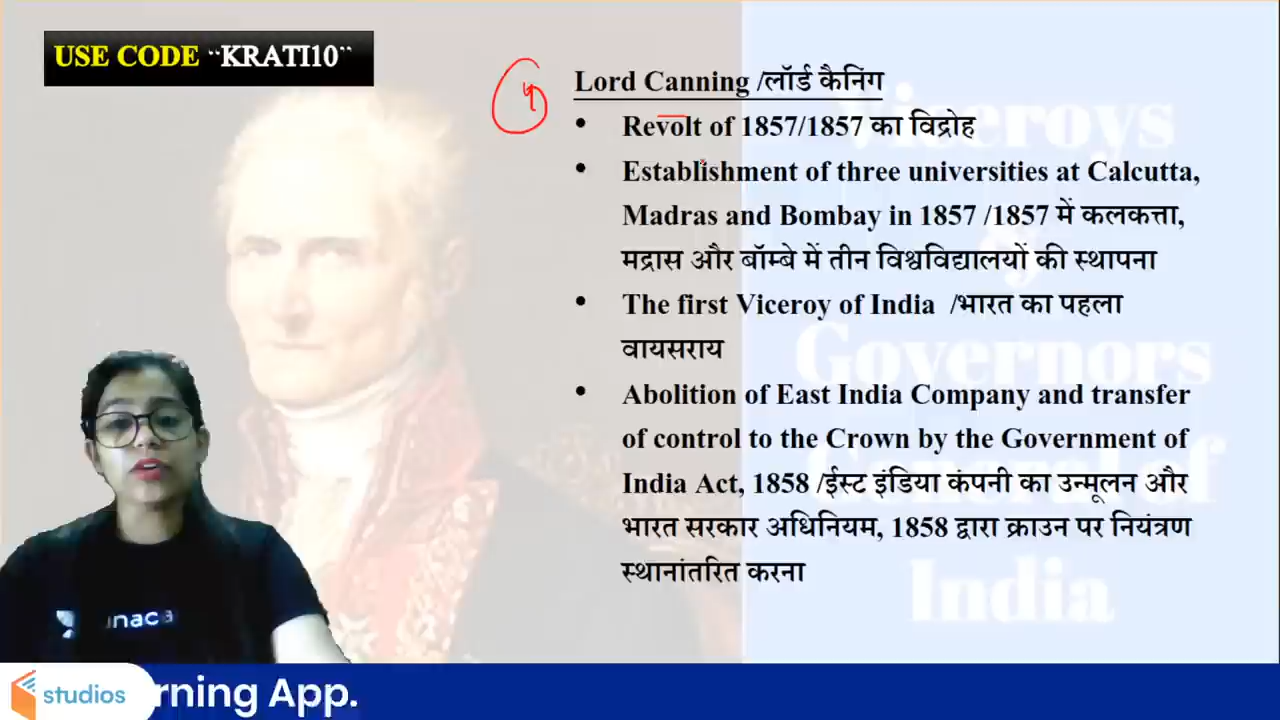 USE CODE “KRATI10”
Lord Canning /लॉर्ड कैनिंग
• Revolt of 1857/1857 का विद्रोह
• Establishment of three universities at Calcutta,
Madras and Bombay in 1857 /1857 में कलकत्ता,
मद्रास और बॉम्बे में तीन विश्वविद्यालयों की स्थापना
• The first Viceroy of India /भारत का पहला
वायसराय
• Abolition of East India Company and transfer
of control to the Crown by the Government of
India Act, 1858 /ईस्ट इंडिया कंपनी का उन्मूलन और
भारत सरकार अधिनियम, 1858 द्वारा क्राउन पर नियंत्रण
स्थानांतरित करना
Viceroys
Governors
General of
India
unaca
studios
rning App.